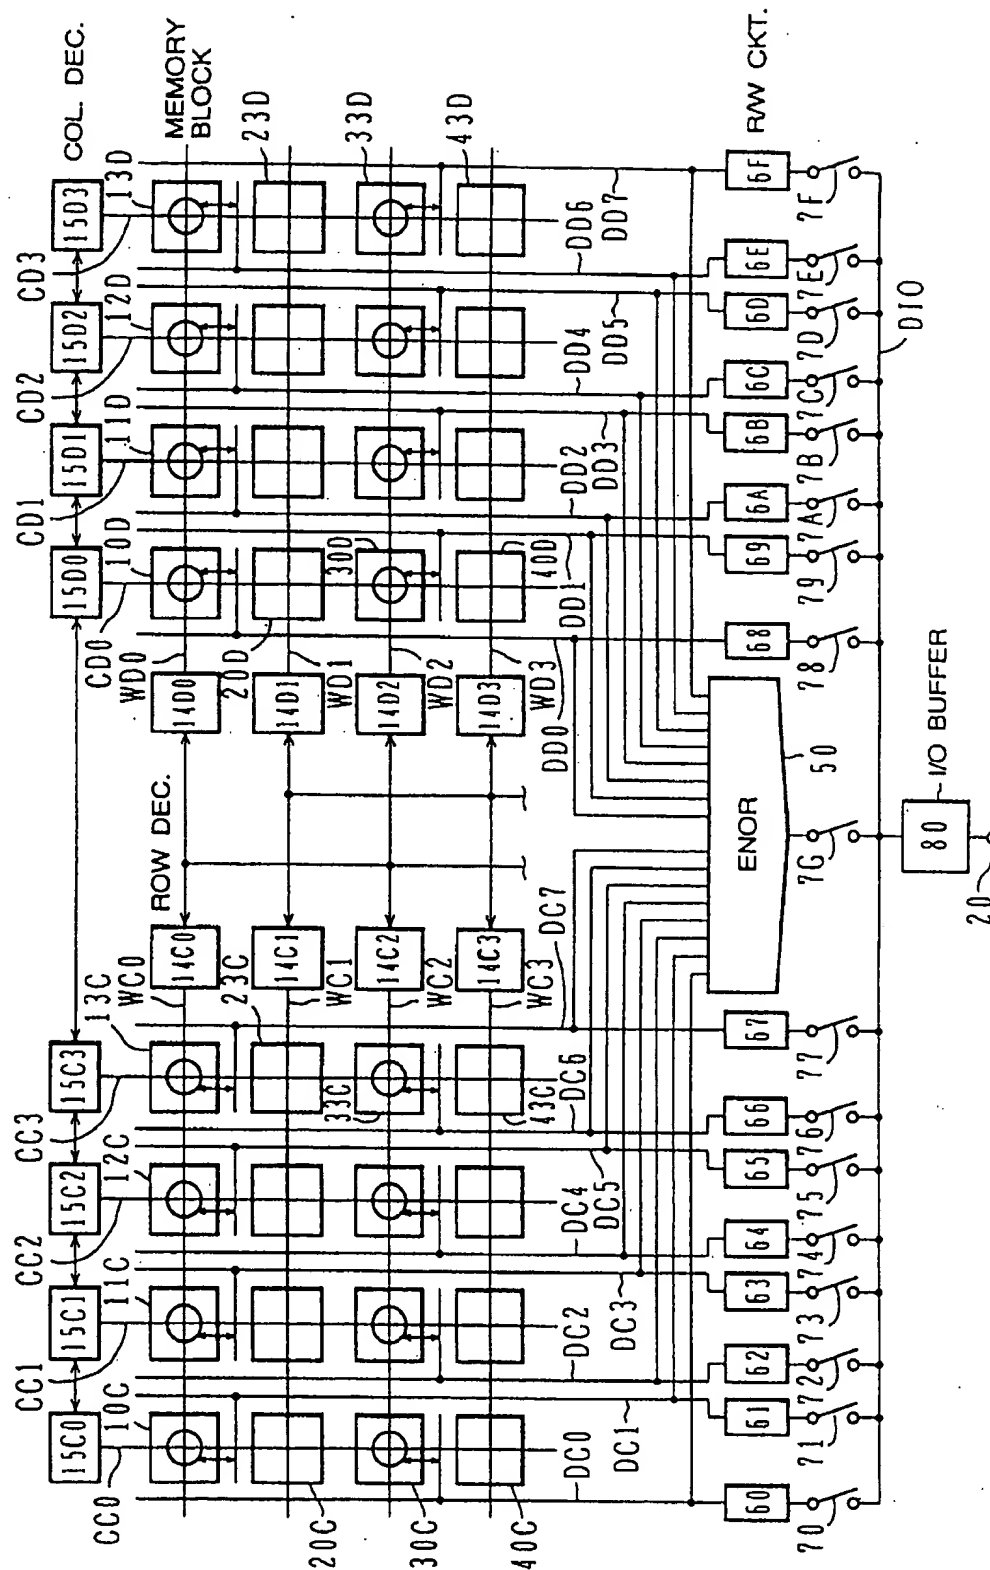 COL. DEC.
CD3
15D3
CD2
15D2
CD1
15D1
CD0
15D0
CC3
15C3
CC2
15C2
CC1
15C1
CC0
15C0
MEMORY
BLOCK
13D
12D
11D
10D
WD0
14D0
ROW DEC.
14C0
WC0
13C
12C
11C
10C
23D
20D
14D1
WD1
14C1
WC1
23C
20C
33D
30D
14D2
WD2
14C2
WC2
33C
30C
43D
40D
14D3
WD3
14C3
WC3
43C
40C
DD7
DD6
DD5
DD4
DD3
DD2
DD1
DD0
DC7
DC6
DC5
DC4
DC3
DC2
DC1
DC0
ENOR
50
R/W CKT.
6F
6E
6D
6C
6B
6A
69
68
67
66
65
64
63
62
61
60
7F
7E
7D
7C
7B
7A
79
78
7G
77
76
75
74
73
72
71
70
DIO
I/O BUFFER
80
20